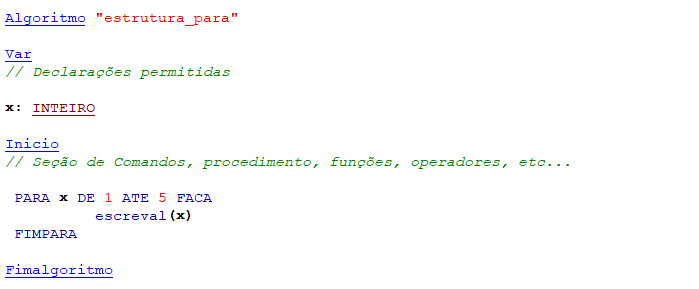 Algoritmo "estrutura_para"
Var
// Declarações permitidas
x: INTEIRO
Inicio
// Seção de Comandos, procedimento, funções, operadores, etc...
PARA x DE 1 ATE 5 FACA
escreval(x)
FIMPARA
Fimalgoritmo